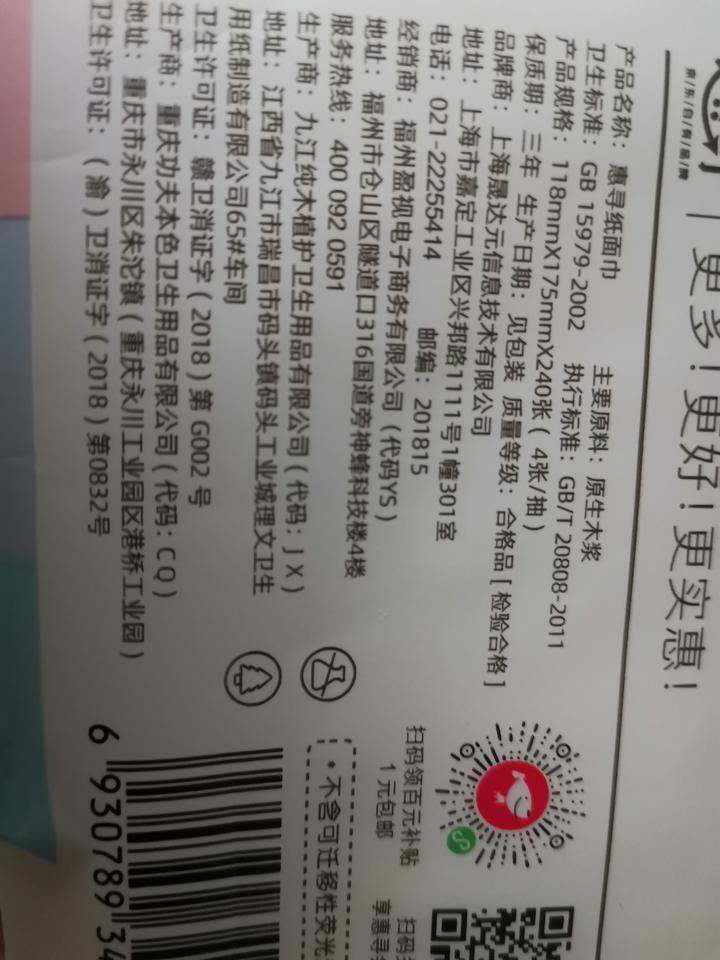 京/东/自/有/品/牌
更多！更好！更实惠！
产品名称：惠寻纸面巾 主要原料：原生木浆
卫生标准：GB 15979-2002 执行标准：GB/T 20808-2011
产品规格：118mmX175mmX240张（4张/抽）
保质期：三年 生产日期：见包装 质量等级：合格品[检验合格]
品牌商：上海晟达元信息技术有限公司
地址：上海市嘉定工业区兴邦路1111号1幢301室
电话：021-22255414 邮编：201815
经销商：福州盈视电子商务有限公司（代码YS）
地址：福州市仓山区隧道口316国道旁神蜂科技楼4楼
服务热线：400 092 0591
生产商：九江纯木植护卫生用品有限公司（代码：JX）
地址：江西省九江市瑞昌市码头镇码头工业城理文卫生
用纸制造有限公司65#车间
卫生许可证：赣卫消证字（2018）第 G002 号
生产商：重庆功夫本色卫生用品有限公司（代码：CQ）
地址：重庆市永川区朱沱镇（重庆永川工业园区港桥工业园）
卫生许可证：（渝）卫消证字（2018）第0832号
扫码领百元补贴
1元包邮
扫码
享惠寻
*不含可迁移性荧光
6 930789 34